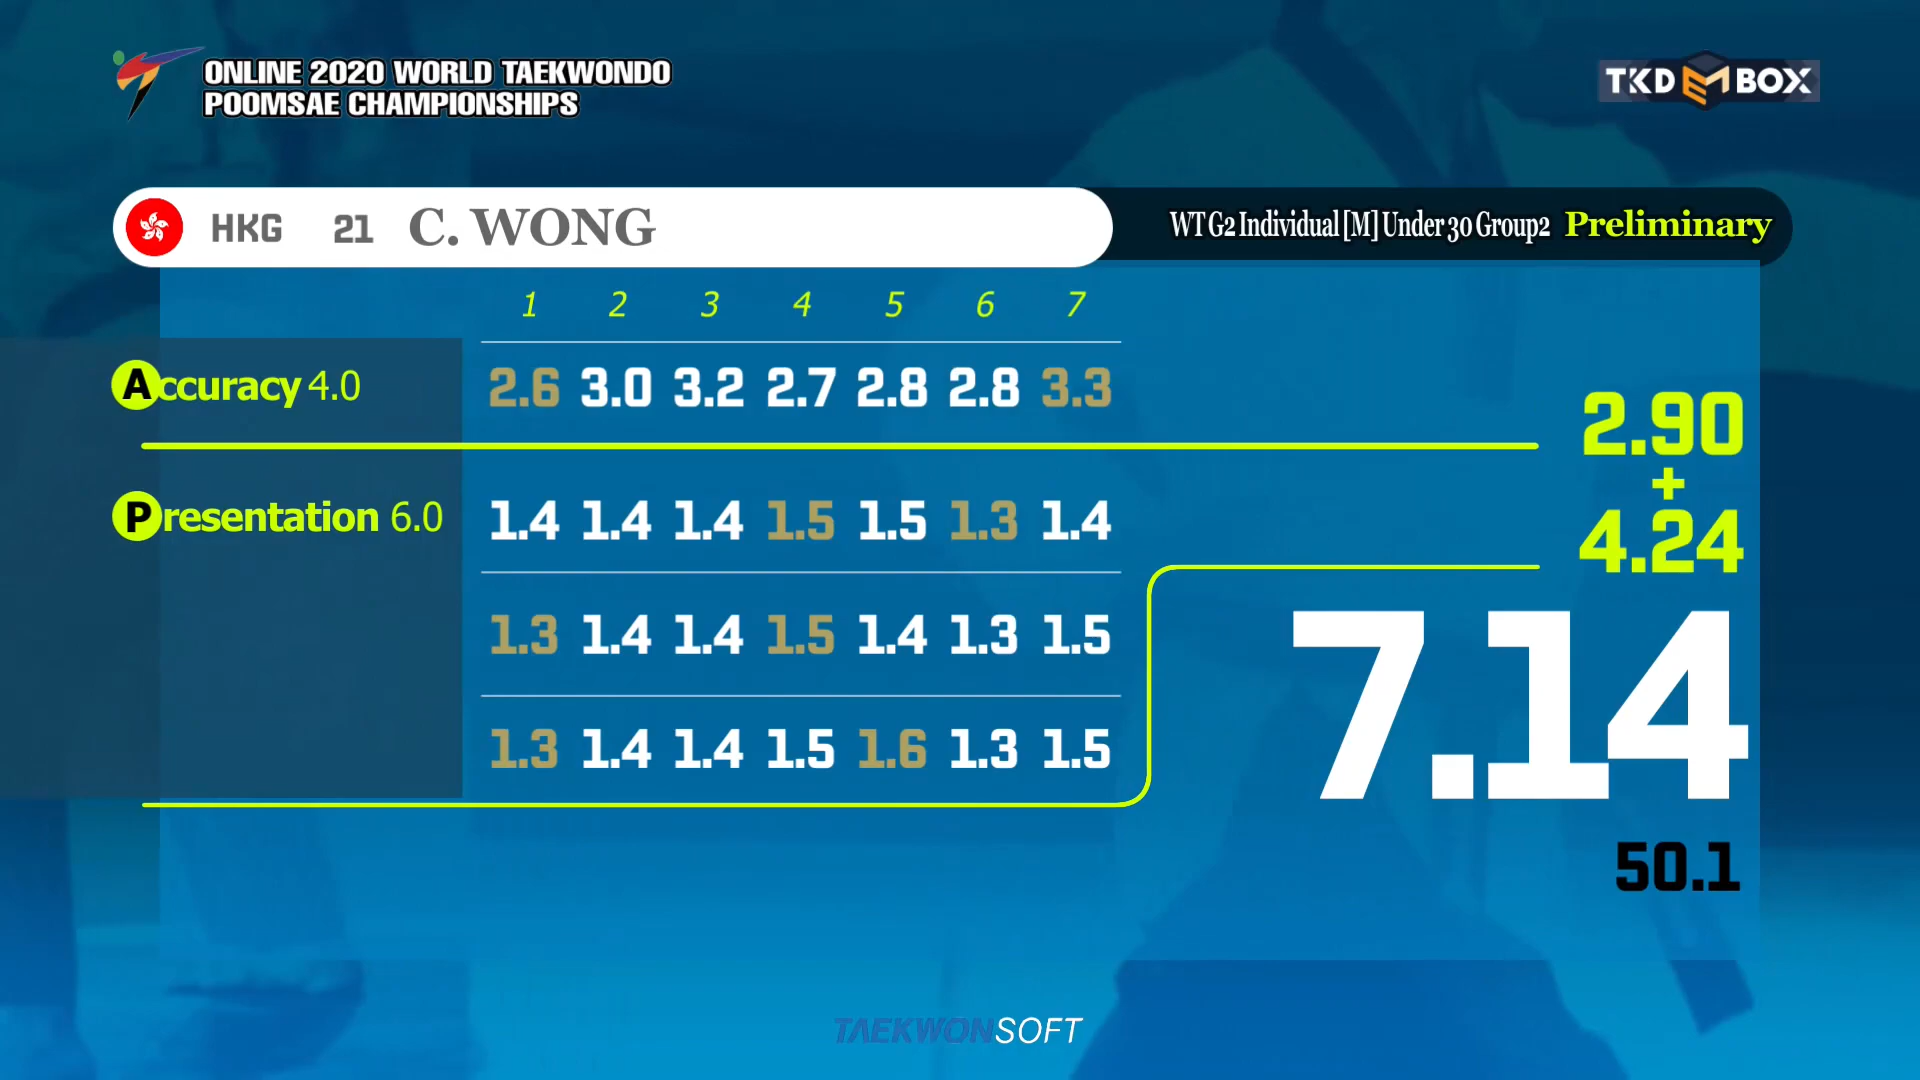 ONLINE 2020 WORLD TAEKWONDO
POOMSAE CHAMPIONSHIPS
TKD BOX
HKG 21 C. WONG
WT G2 Individual [M] Under 30 Group2 Preliminary
1 2 3 4 5 6 7
Accuracy 4.0 2.6 3.0 3.2 2.7 2.8 2.8 3.3
2.90
+
4.24
Presentation 6.0 1.4 1.4 1.4 1.5 1.5 1.3 1.4
1.3 1.4 1.4 1.5 1.4 1.3 1.5
1.3 1.4 1.4 1.5 1.6 1.3 1.5
7.14
50.1
TAEKWONSOFT